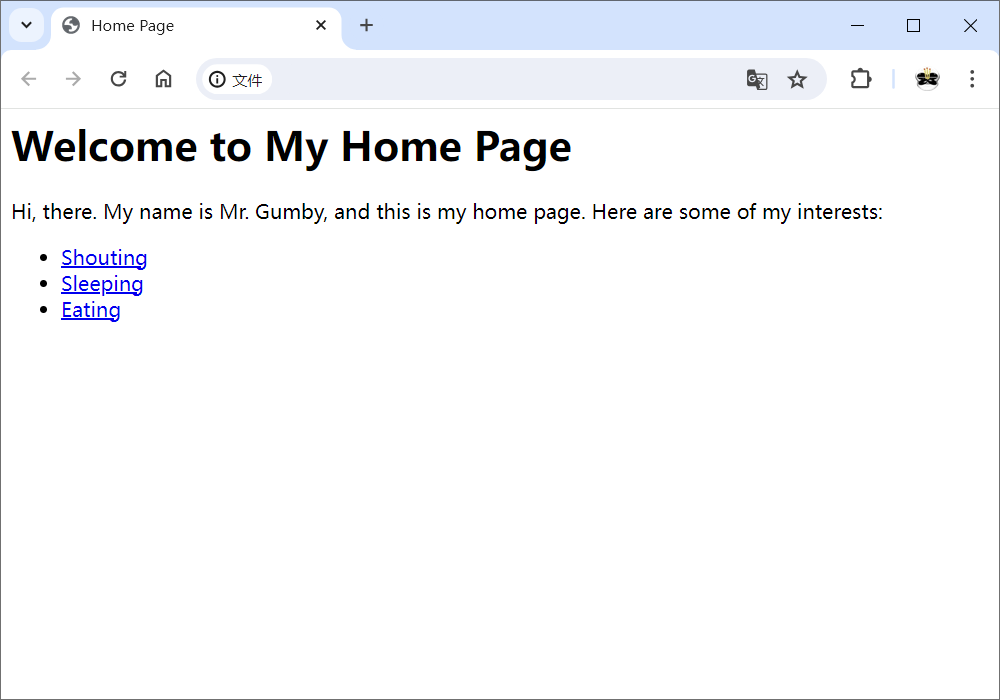 Home Page
文件
Welcome to My Home Page
Hi, there. My name is Mr. Gumby, and this is my home page. Here are some of my interests:
Shouting
Sleeping
Eating